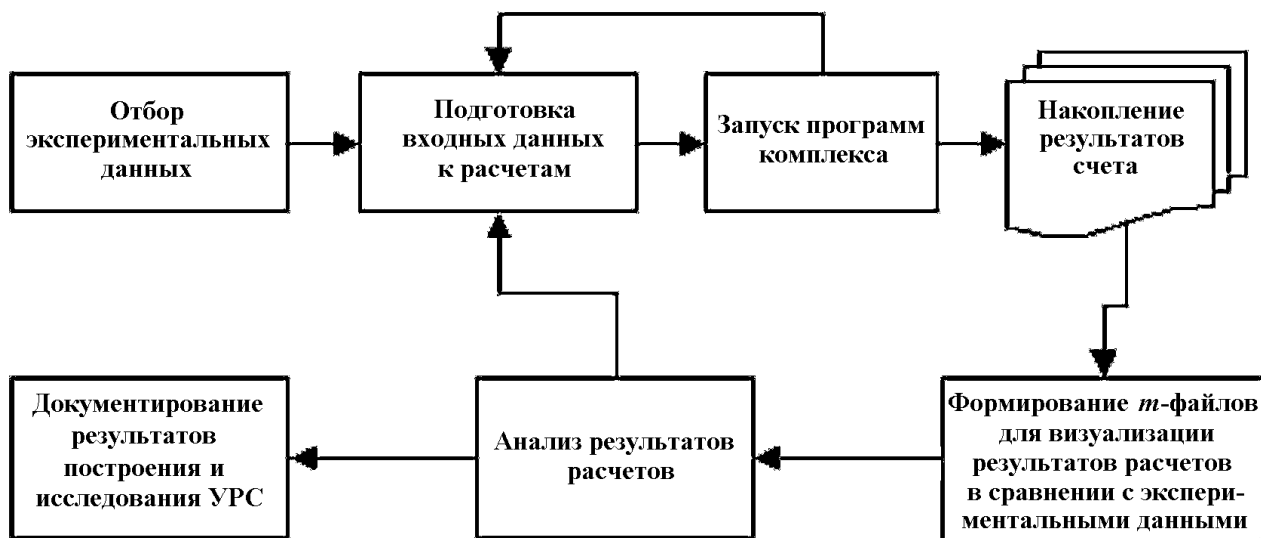 Отбор
экспериментальных
данных
Подготовка
входных данных
к расчетам
Запуск программ
комплекса
Накопление
результатов
счета
Документирование
результатов
построения и
исследования УРС
Анализ результатов
расчетов
Формирование m-файлов
для визуализации
результатов расчетов
в сравнении с экспери-
ментальными данными